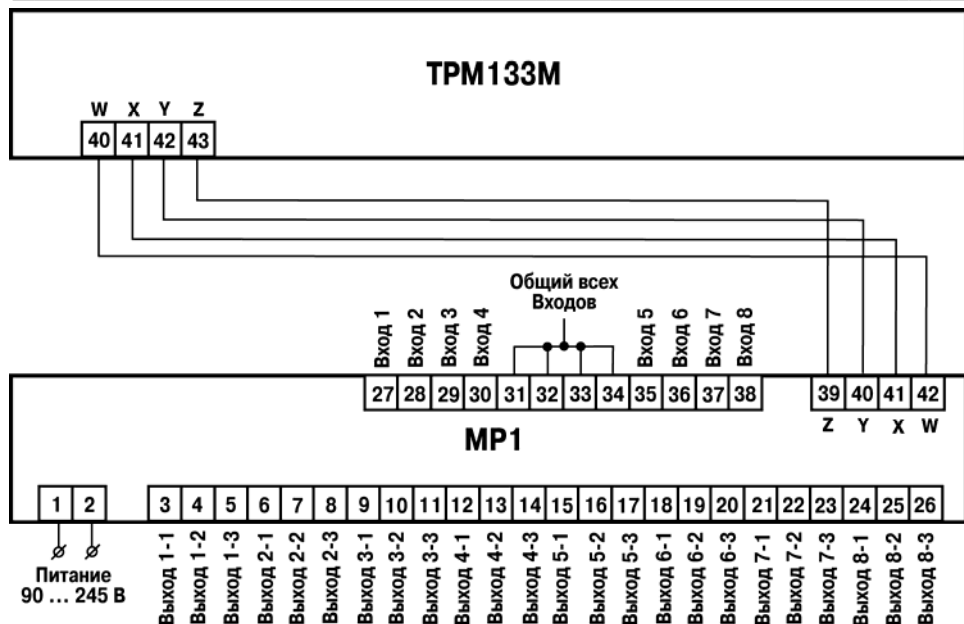 ТРМ133М
W X Y Z
40 41 42 43
Общий всех
Входов
Вход 1
Вход 2
Вход 3
Вход 4
Вход 5
Вход 6
Вход 7
Вход 8
27 28 29 30 31 32 33 34 35 36 37 38
39 40 41 42
Z Y X W
МР1
1 2
3 4 5 6 7 8 9 10 11 12 13 14 15 16 17 18 19 20 21 22 23 24 25 26
Питание
90 ... 245 В
Выход 1-1
Выход 1-2
Выход 1-3
Выход 2-1
Выход 2-2
Выход 2-3
Выход 3-1
Выход 3-2
Выход 3-3
Выход 4-1
Выход 4-2
Выход 4-3
Выход 5-1
Выход 5-2
Выход 5-3
Выход 6-1
Выход 6-2
Выход 6-3
Выход 7-1
Выход 7-2
Выход 7-3
Выход 8-1
Выход 8-2
Выход 8-3